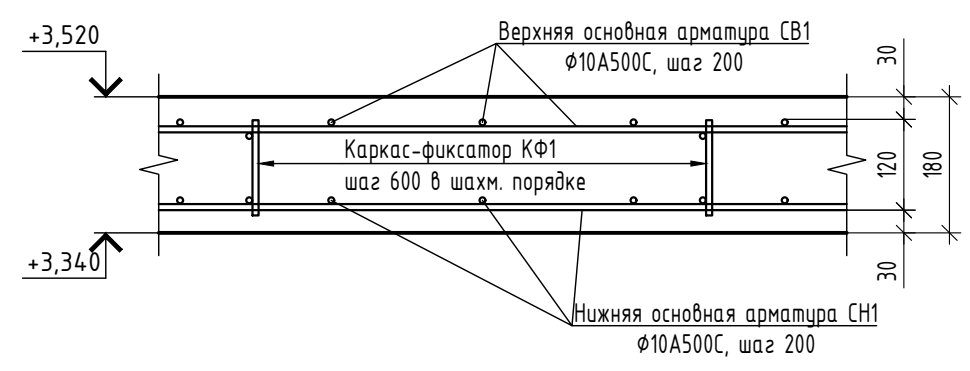 +3,520
Верхняя основная арматура СВ1
Ф10А500С, шаг 200
30
Каркас-фиксатор КФ1
шаг 600 в шахм. порядке
120
180
+3,340
30
Нижняя основная арматура СН1
Ф10А500С, шаг 200